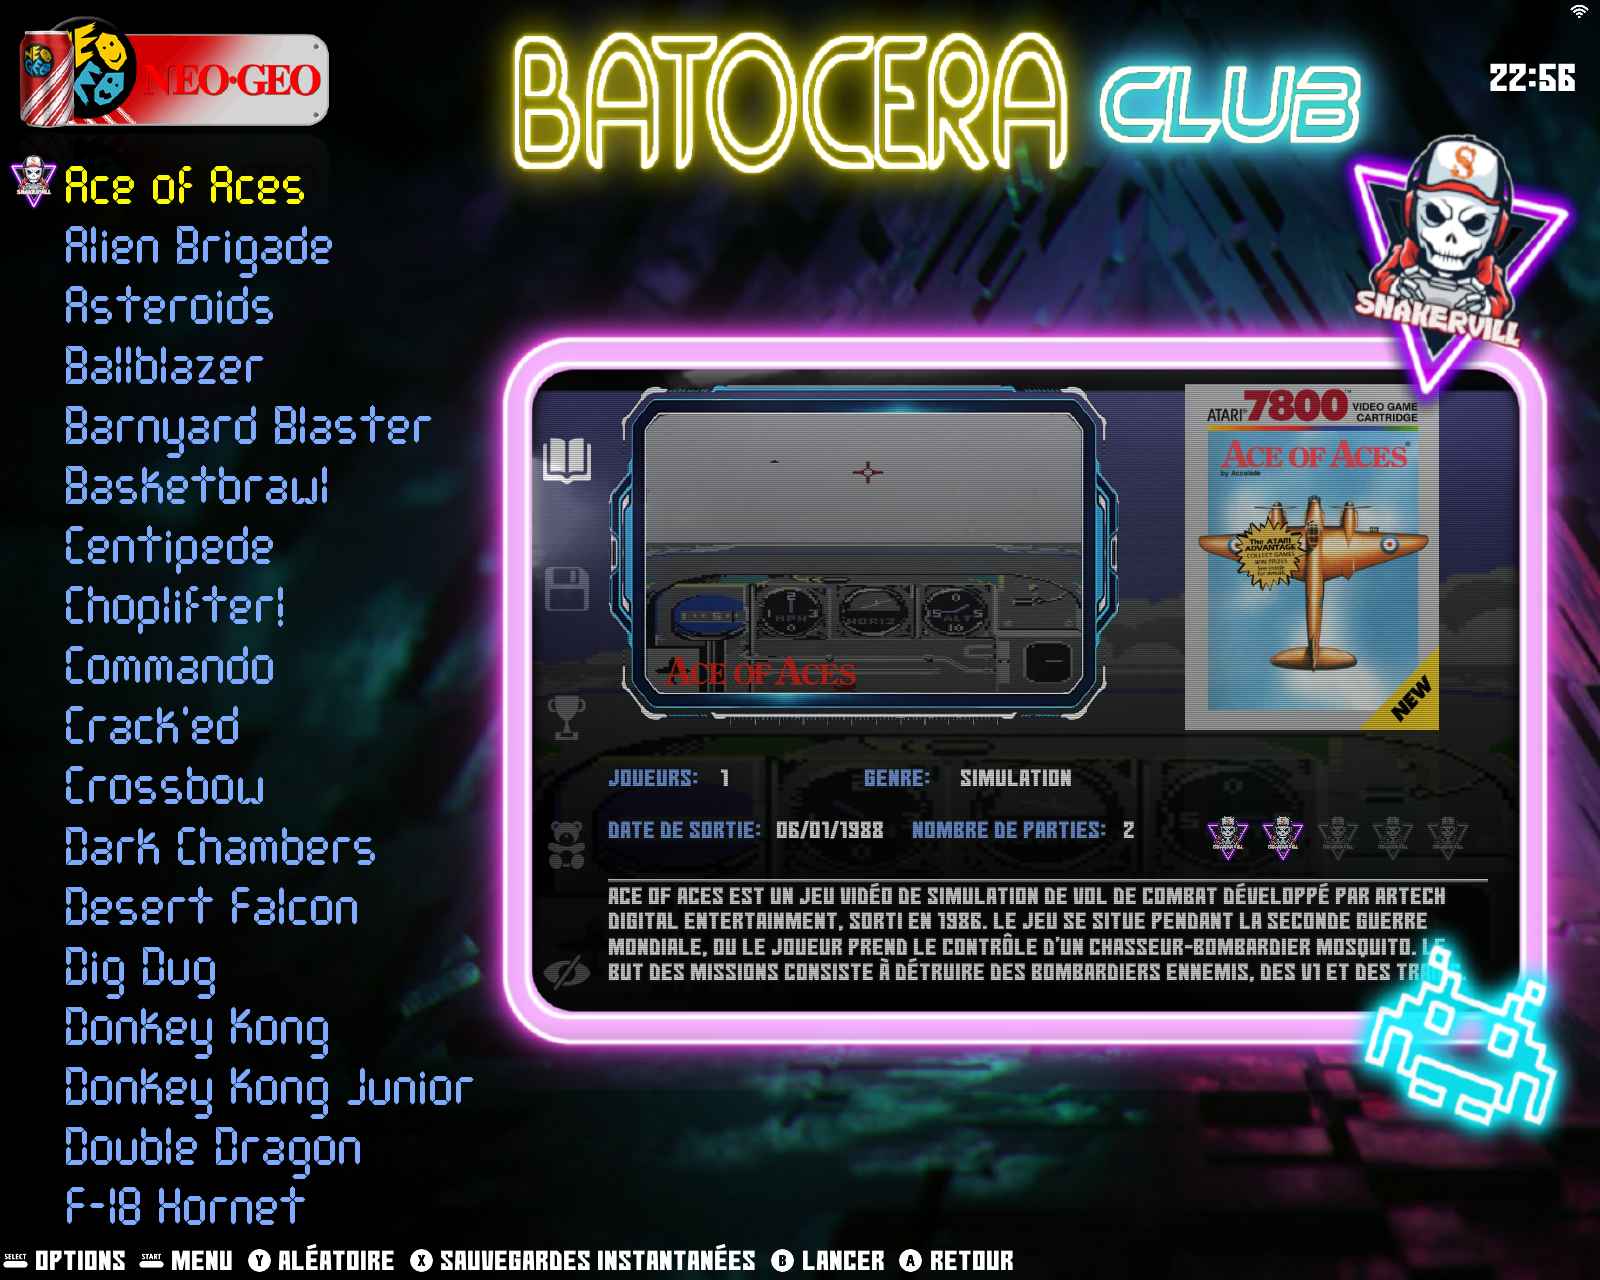 NEO·GEO
BATOCERA CLUB
22:56
SNAKERVILL
Ace of Aces
Alien Brigade
Asteroids
Ballblazer
Barnyard Blaster
Basketbrawl
Centipede
Choplifter!
Commando
Crack'ed
Crossbow
Dark Chambers
Desert Falcon
Dig Dug
Donkey Kong
Donkey Kong Junior
Double Dragon
F-18 Hornet
MPH
HORIZ
ALT
ACE OF ACES
ATARI 7800™ VIDEO GAME
CARTRIDGE
ACE OF ACES®
by Accolade
The ATARI
ADVANTAGE
COLLECT GAMES
WIN PRIZES
See inside
for details
NEW
JOUEURS: 1 GENRE: SIMULATION
DATE DE SORTIE: 06/01/1988 NOMBRE DE PARTIES: 2
ACE OF ACES EST UN JEU VIDÉO DE SIMULATION DE VOL DE COMBAT DÉVELOPPÉ PAR ARTECH
DIGITAL ENTERTAINMENT, SORTI EN 1986. LE JEU SE SITUE PENDANT LA SECONDE GUERRE
MONDIALE, OU LE JOUEUR PREND LE CONTRÔLE D'UN CHASSEUR-BOMBARDIER MOSQUITO. LE
BUT DES MISSIONS CONSISTE À DÉTRUIRE DES BOMBARDIERS ENNEMIS, DES V1 ET DES
SELECT OPTIONS START MENU Y ALÉATOIRE X SAUVEGARDES INSTANTANÉES B LANCER A RETOUR